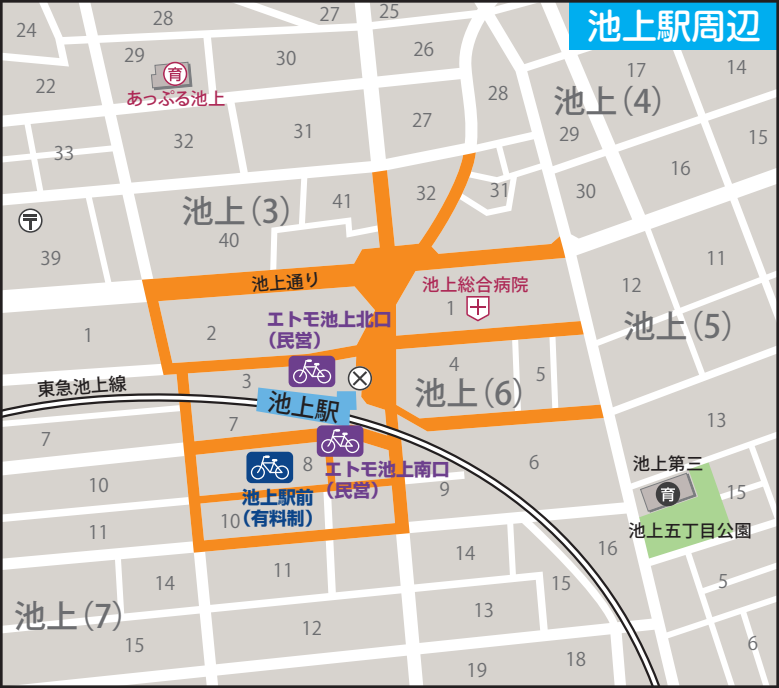 池上駅周辺
24
28
27
25
29
育
あっぷる池上
30
26
22
28
17
14
池上(4)
32
31
27
29
15
33
16
41
32
31
30
池上(3)
40
〒
39
11
池上通り
池上総合病院
1
12
池上(5)
1
2
エトモ池上北口
(民営)
4
5
東急池上線
3
池上(6)
池上駅
7
7
13
エトモ池上南口
(民営)
8
6
池上第三
育
15
池上駅前
(有料制)
10
9
10
池上五丁目公園
11
16
14
11
14
15
5
池上(7)
13
12
15
6
18
19